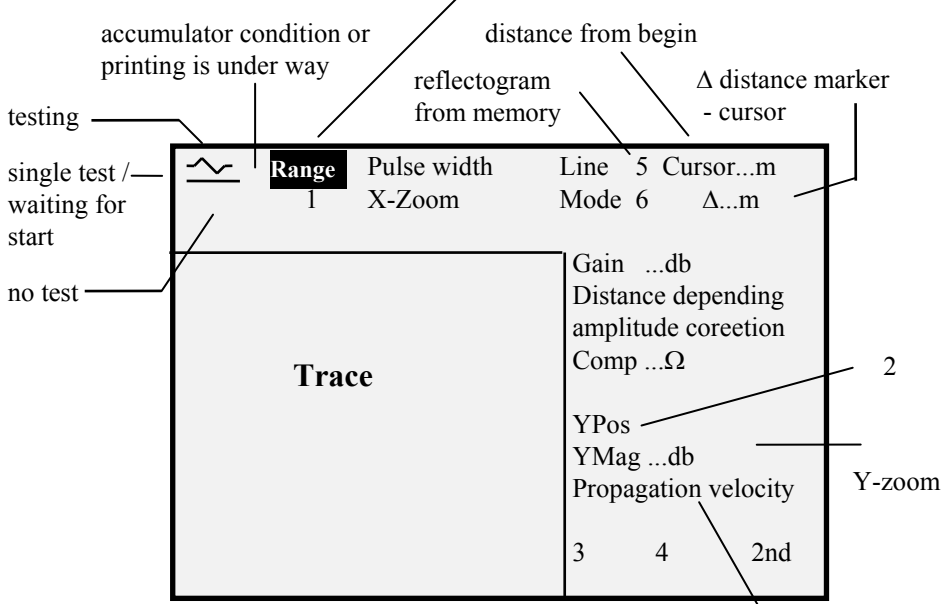 accumulator condition or
printing is under way
distance from begin
reflectogram
from memory
Δ distance marker
- cursor
testing
single test /
waiting for
start
no test
Range Pulse width Line 5 Cursor...m
1 X-Zoom Mode 6 Δ...m
Gain ...db
Distance depending
amplitude coreetion
Comp ...Ω
Trace
2
YPos
YMag ...db
Propagation velocity
Y-zoom
3 4 2nd